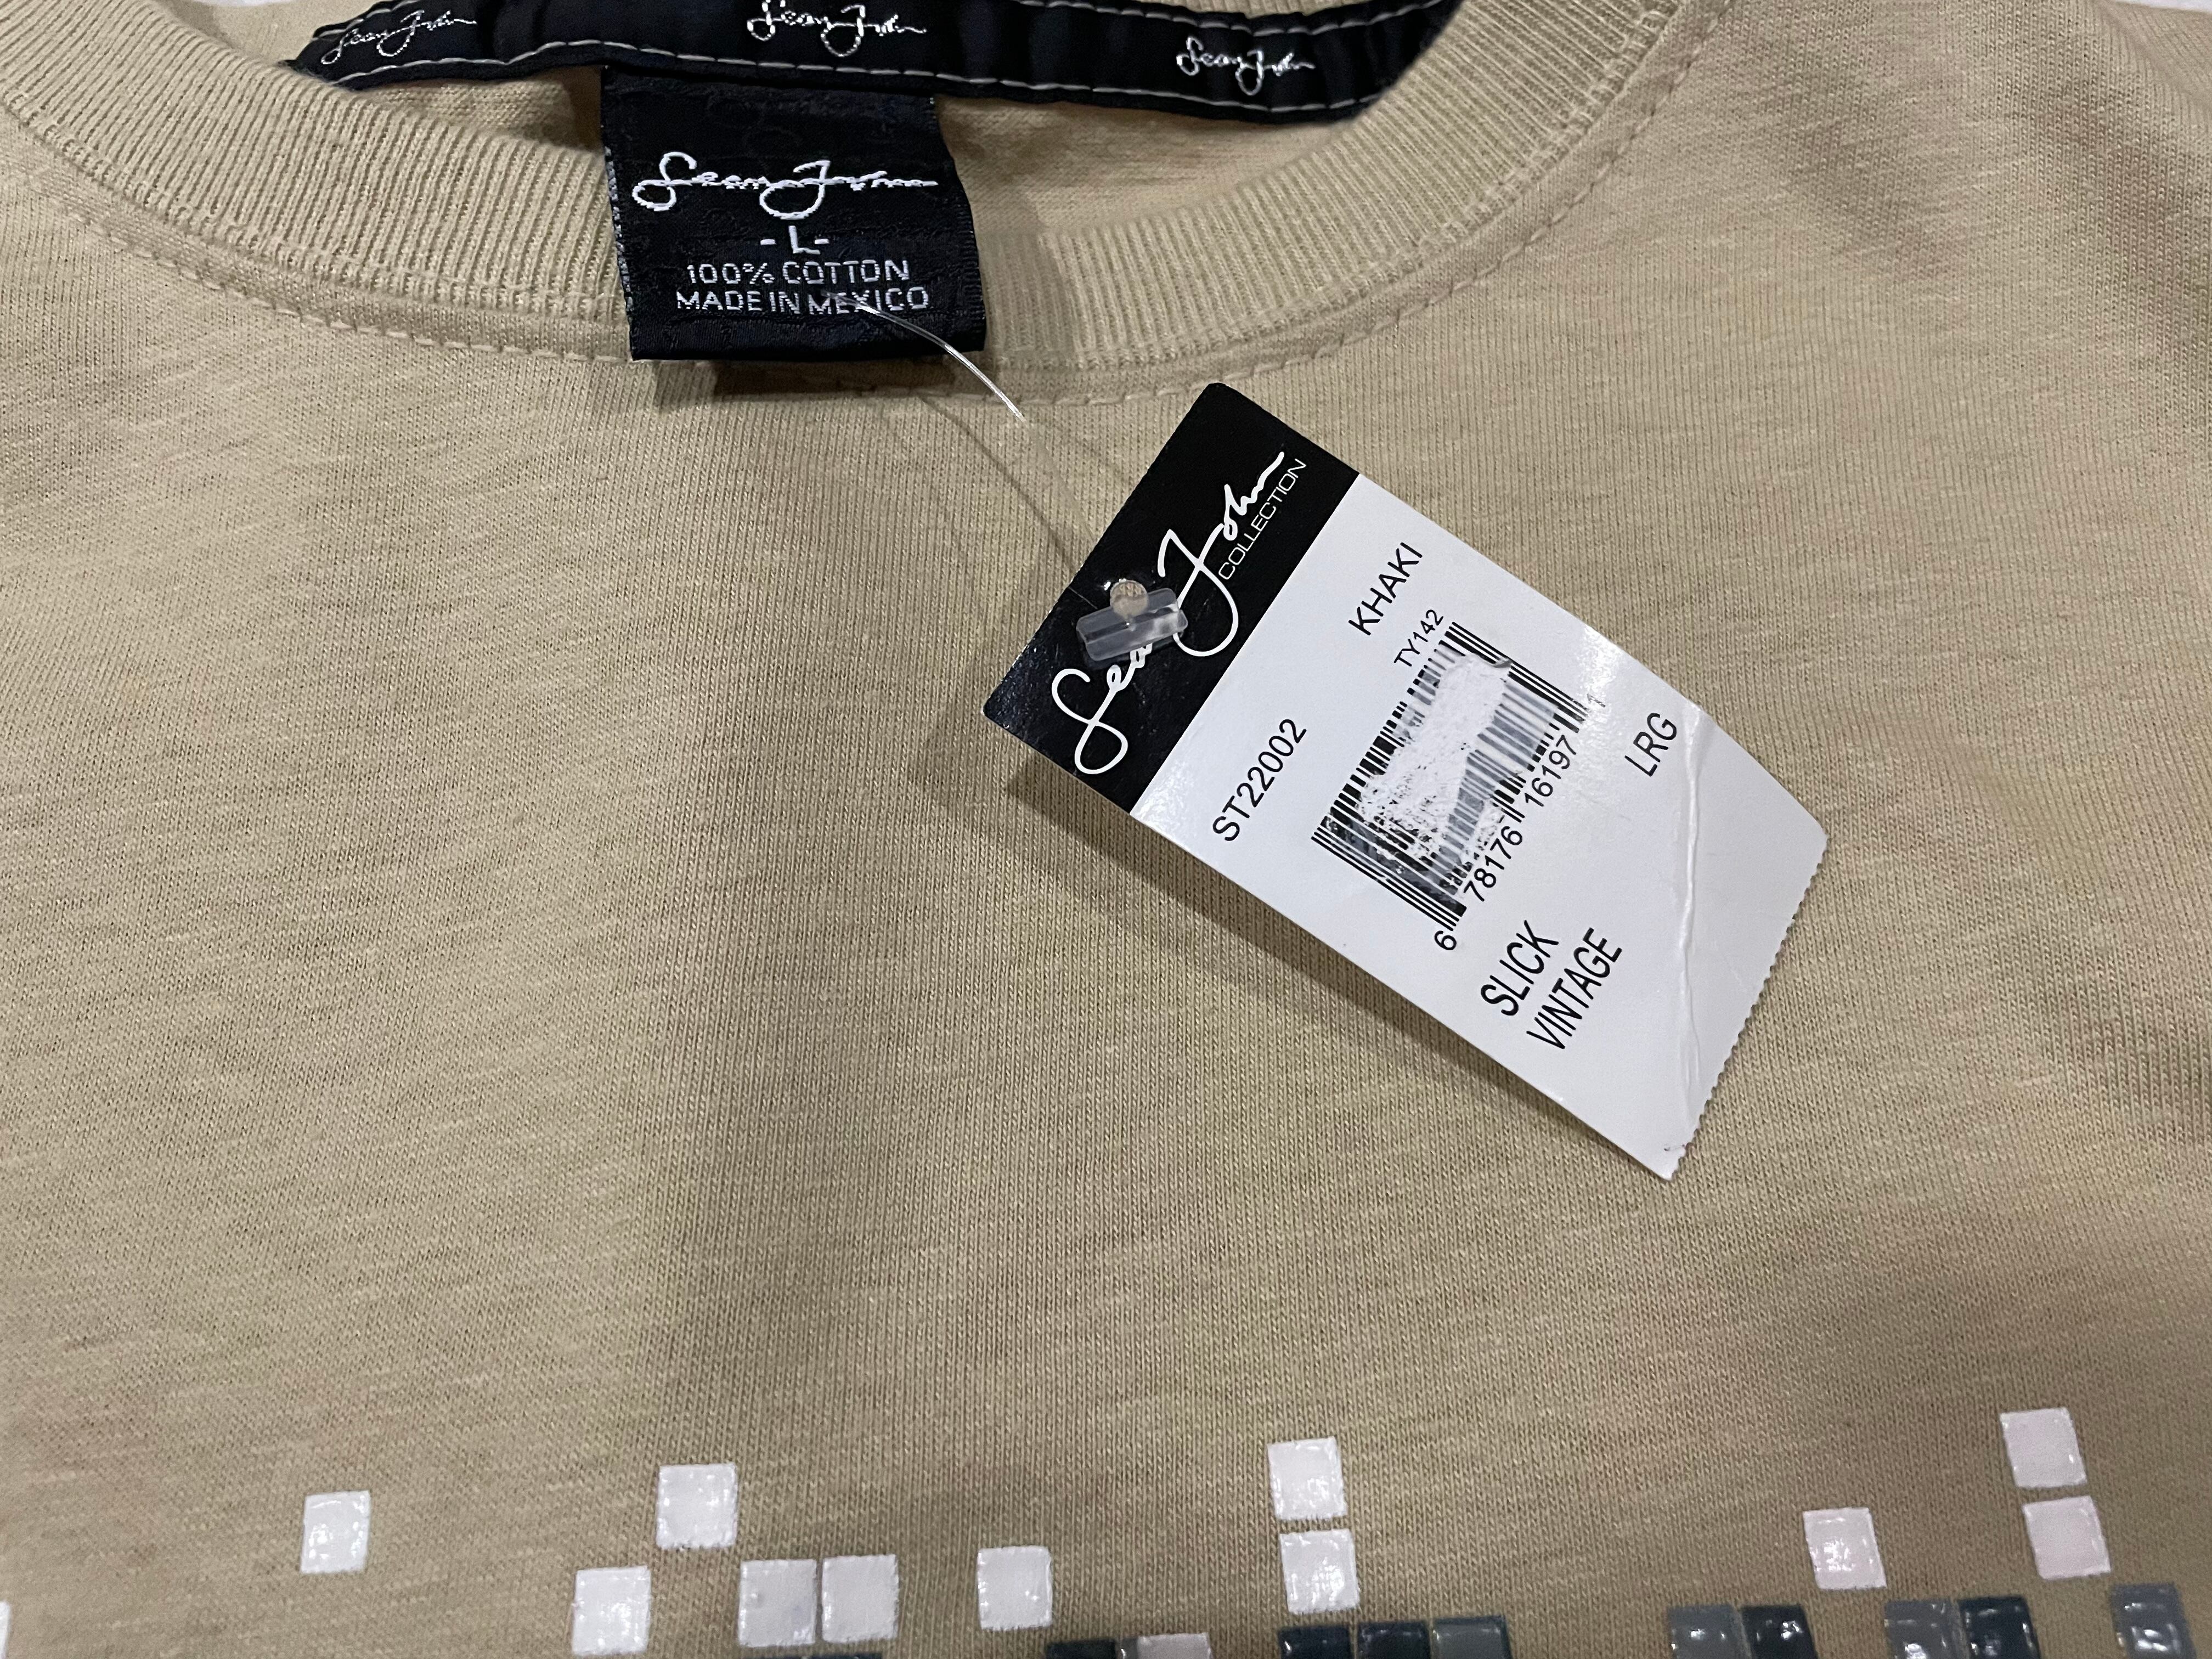 Sean John
Sean John
Sean John
Sean John
- L -
100% COTTON
MADE IN MEXICO
Sean John
COLLECTION
ST22002
KHAKI
TY142
6 78176 16197 1
LRG
SLICK
VINTAGE